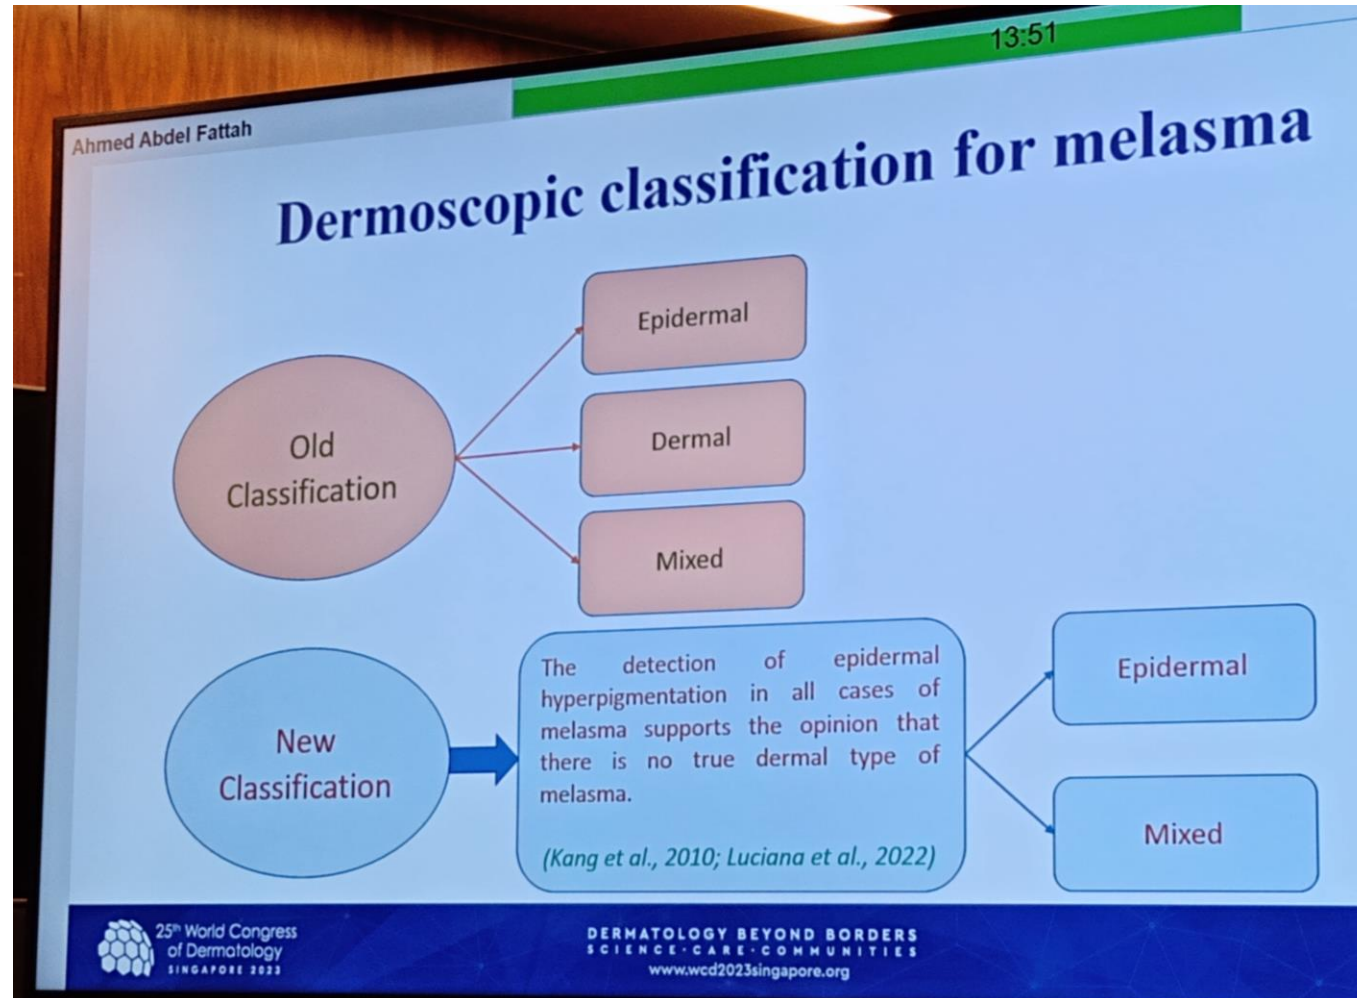 13:51
Ahmed Abdel Fattah
Dermoscopic classification for melasma
Old
Classification
Epidermal
Dermal
Mixed
New
Classification
The detection of epidermal
hyperpigmentation in all cases of
melasma supports the opinion that
there is no true dermal type of
melasma.
(Kang et al., 2010; Luciana et al., 2022)
Epidermal
Mixed
25th World Congress
of Dermatology
SINGAPORE 2023
DERMATOLOGY BEYOND BORDERS
SCIENCE·CARE·COMMUNITIES
www.wcd2023singapore.org